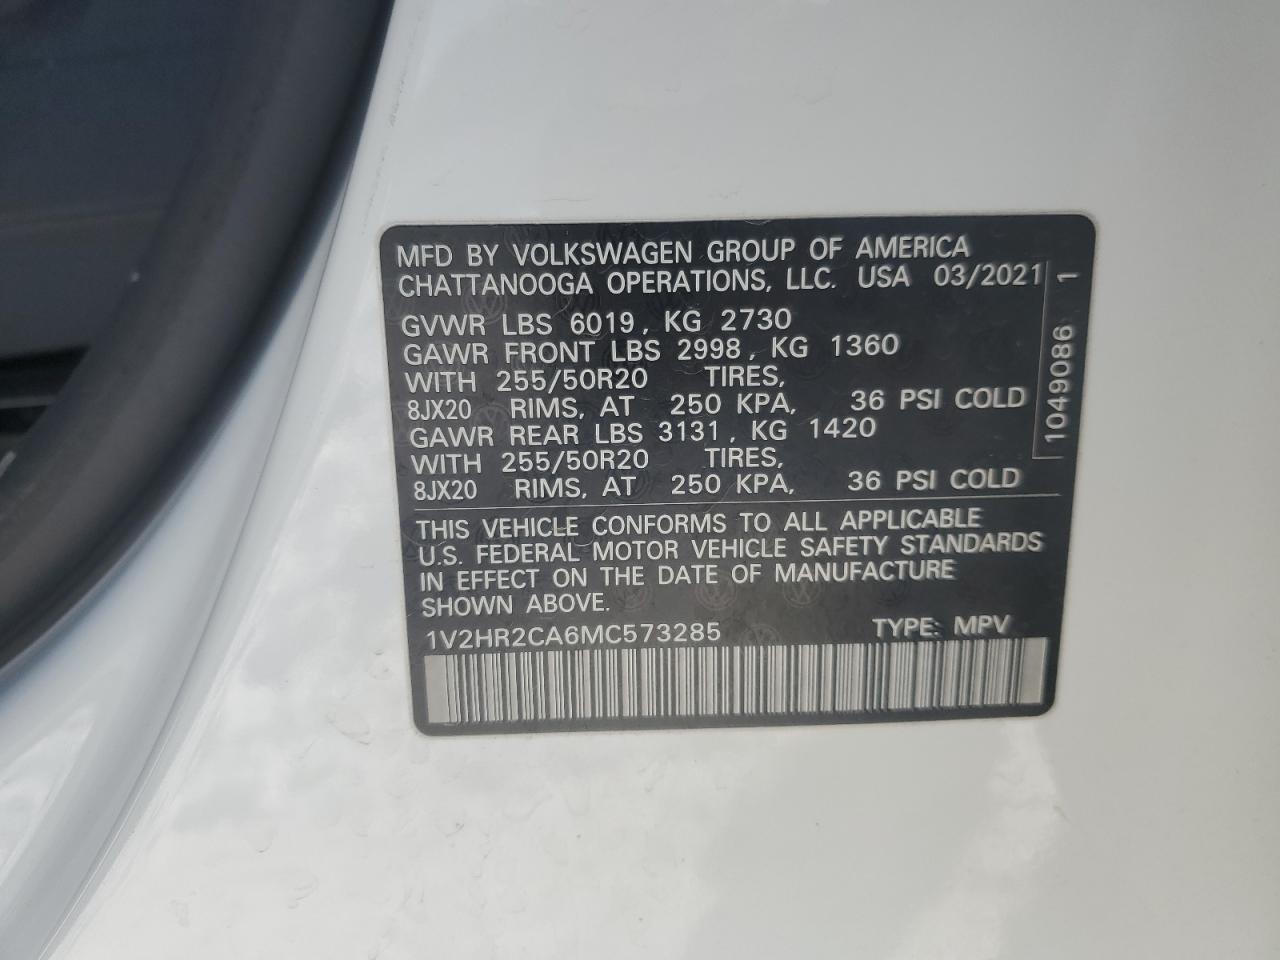 MFD BY VOLKSWAGEN GROUP OF AMERICA
CHATTANOOGA OPERATIONS, LLC. USA 03/2021
GVWR LBS 6019, KG 2730
GAWR FRONT LBS 2998, KG 1360
WITH 255/50R20 TIRES,
8JX20 RIMS, AT 250 KPA, 36 PSI COLD
GAWR REAR LBS 3131, KG 1420
WITH 255/50R20 TIRES,
8JX20 RIMS, AT 250 KPA, 36 PSI COLD
1049086 1
THIS VEHICLE CONFORMS TO ALL APPLICABLE
U.S. FEDERAL MOTOR VEHICLE SAFETY STANDARDS
IN EFFECT ON THE DATE OF MANUFACTURE
SHOWN ABOVE.
1V2HR2CA6MC573285 TYPE: MPV